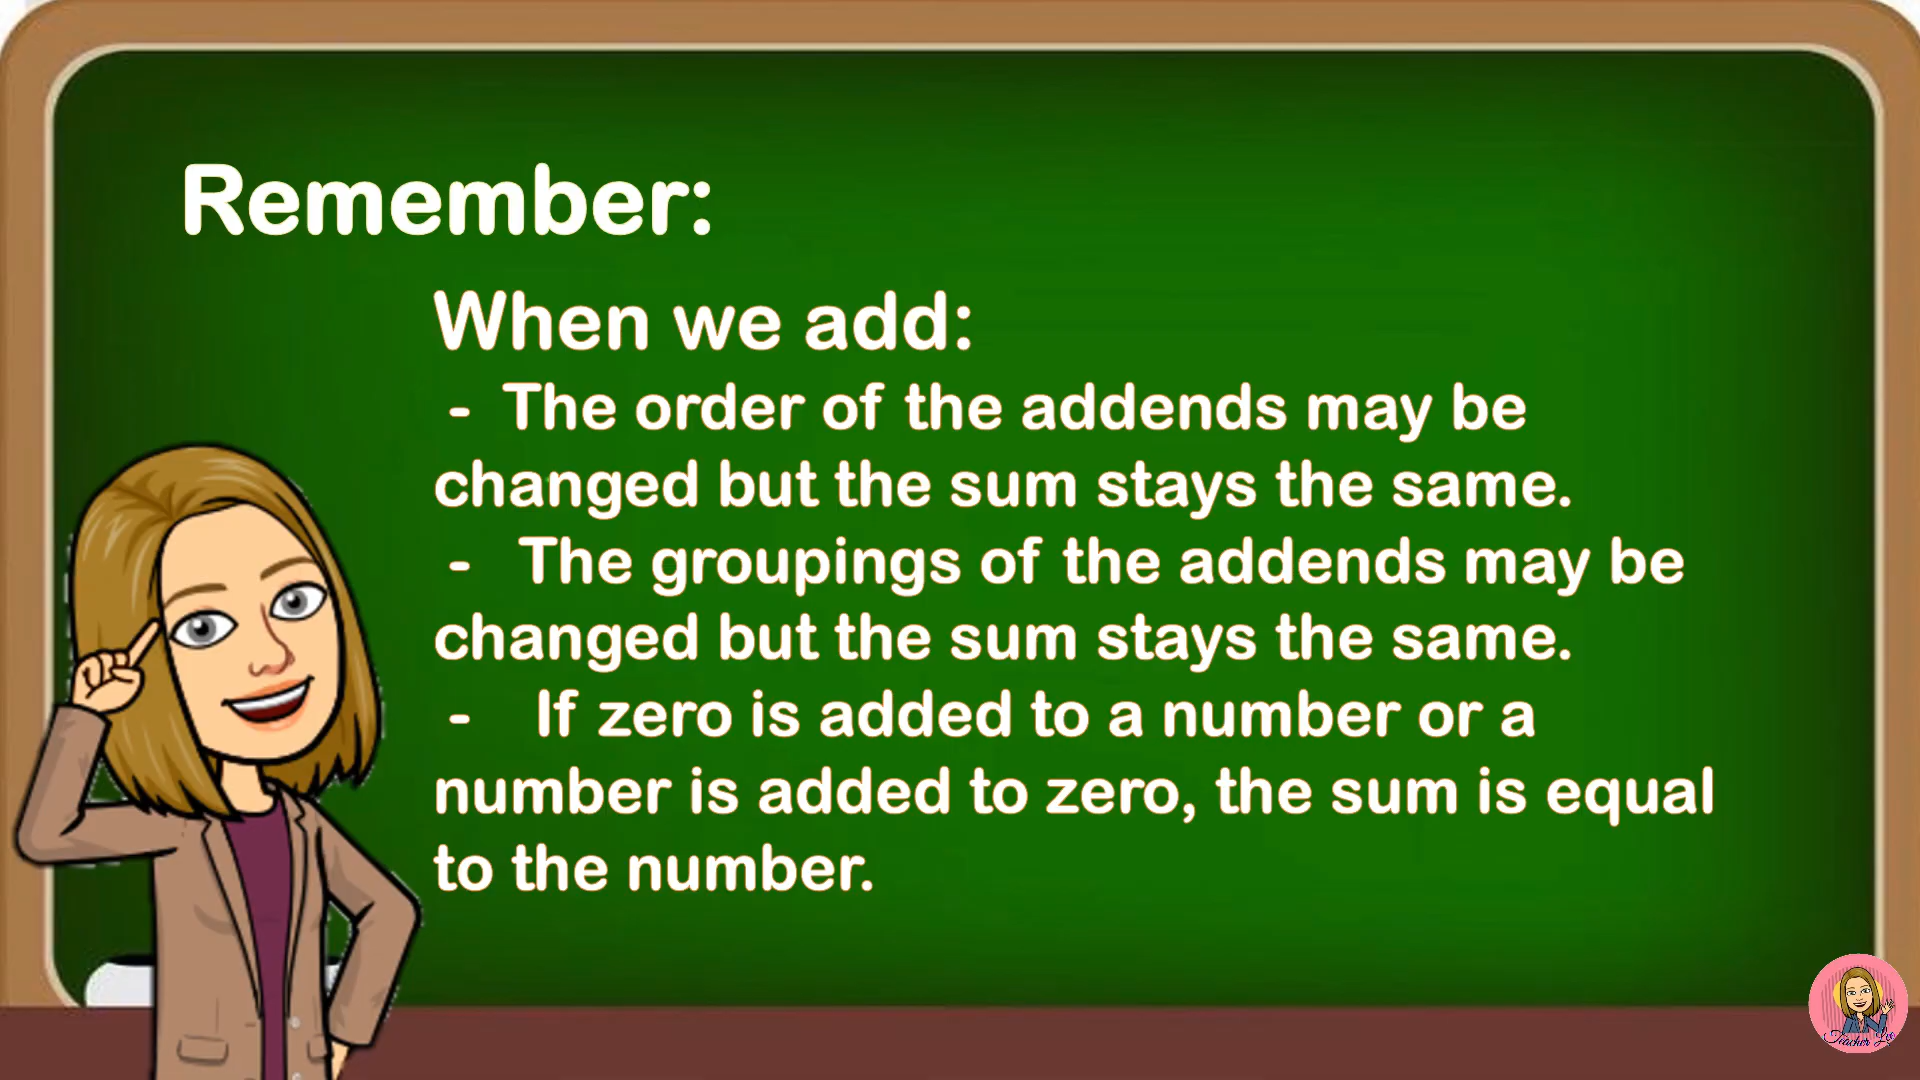 Remember:
When we add:
- The order of the addends may be
changed but the sum stays the same.
- The groupings of the addends may be
changed but the sum stays the same.
- If zero is added to a number or a
number is added to zero, the sum is equal
to the number.
Teacher